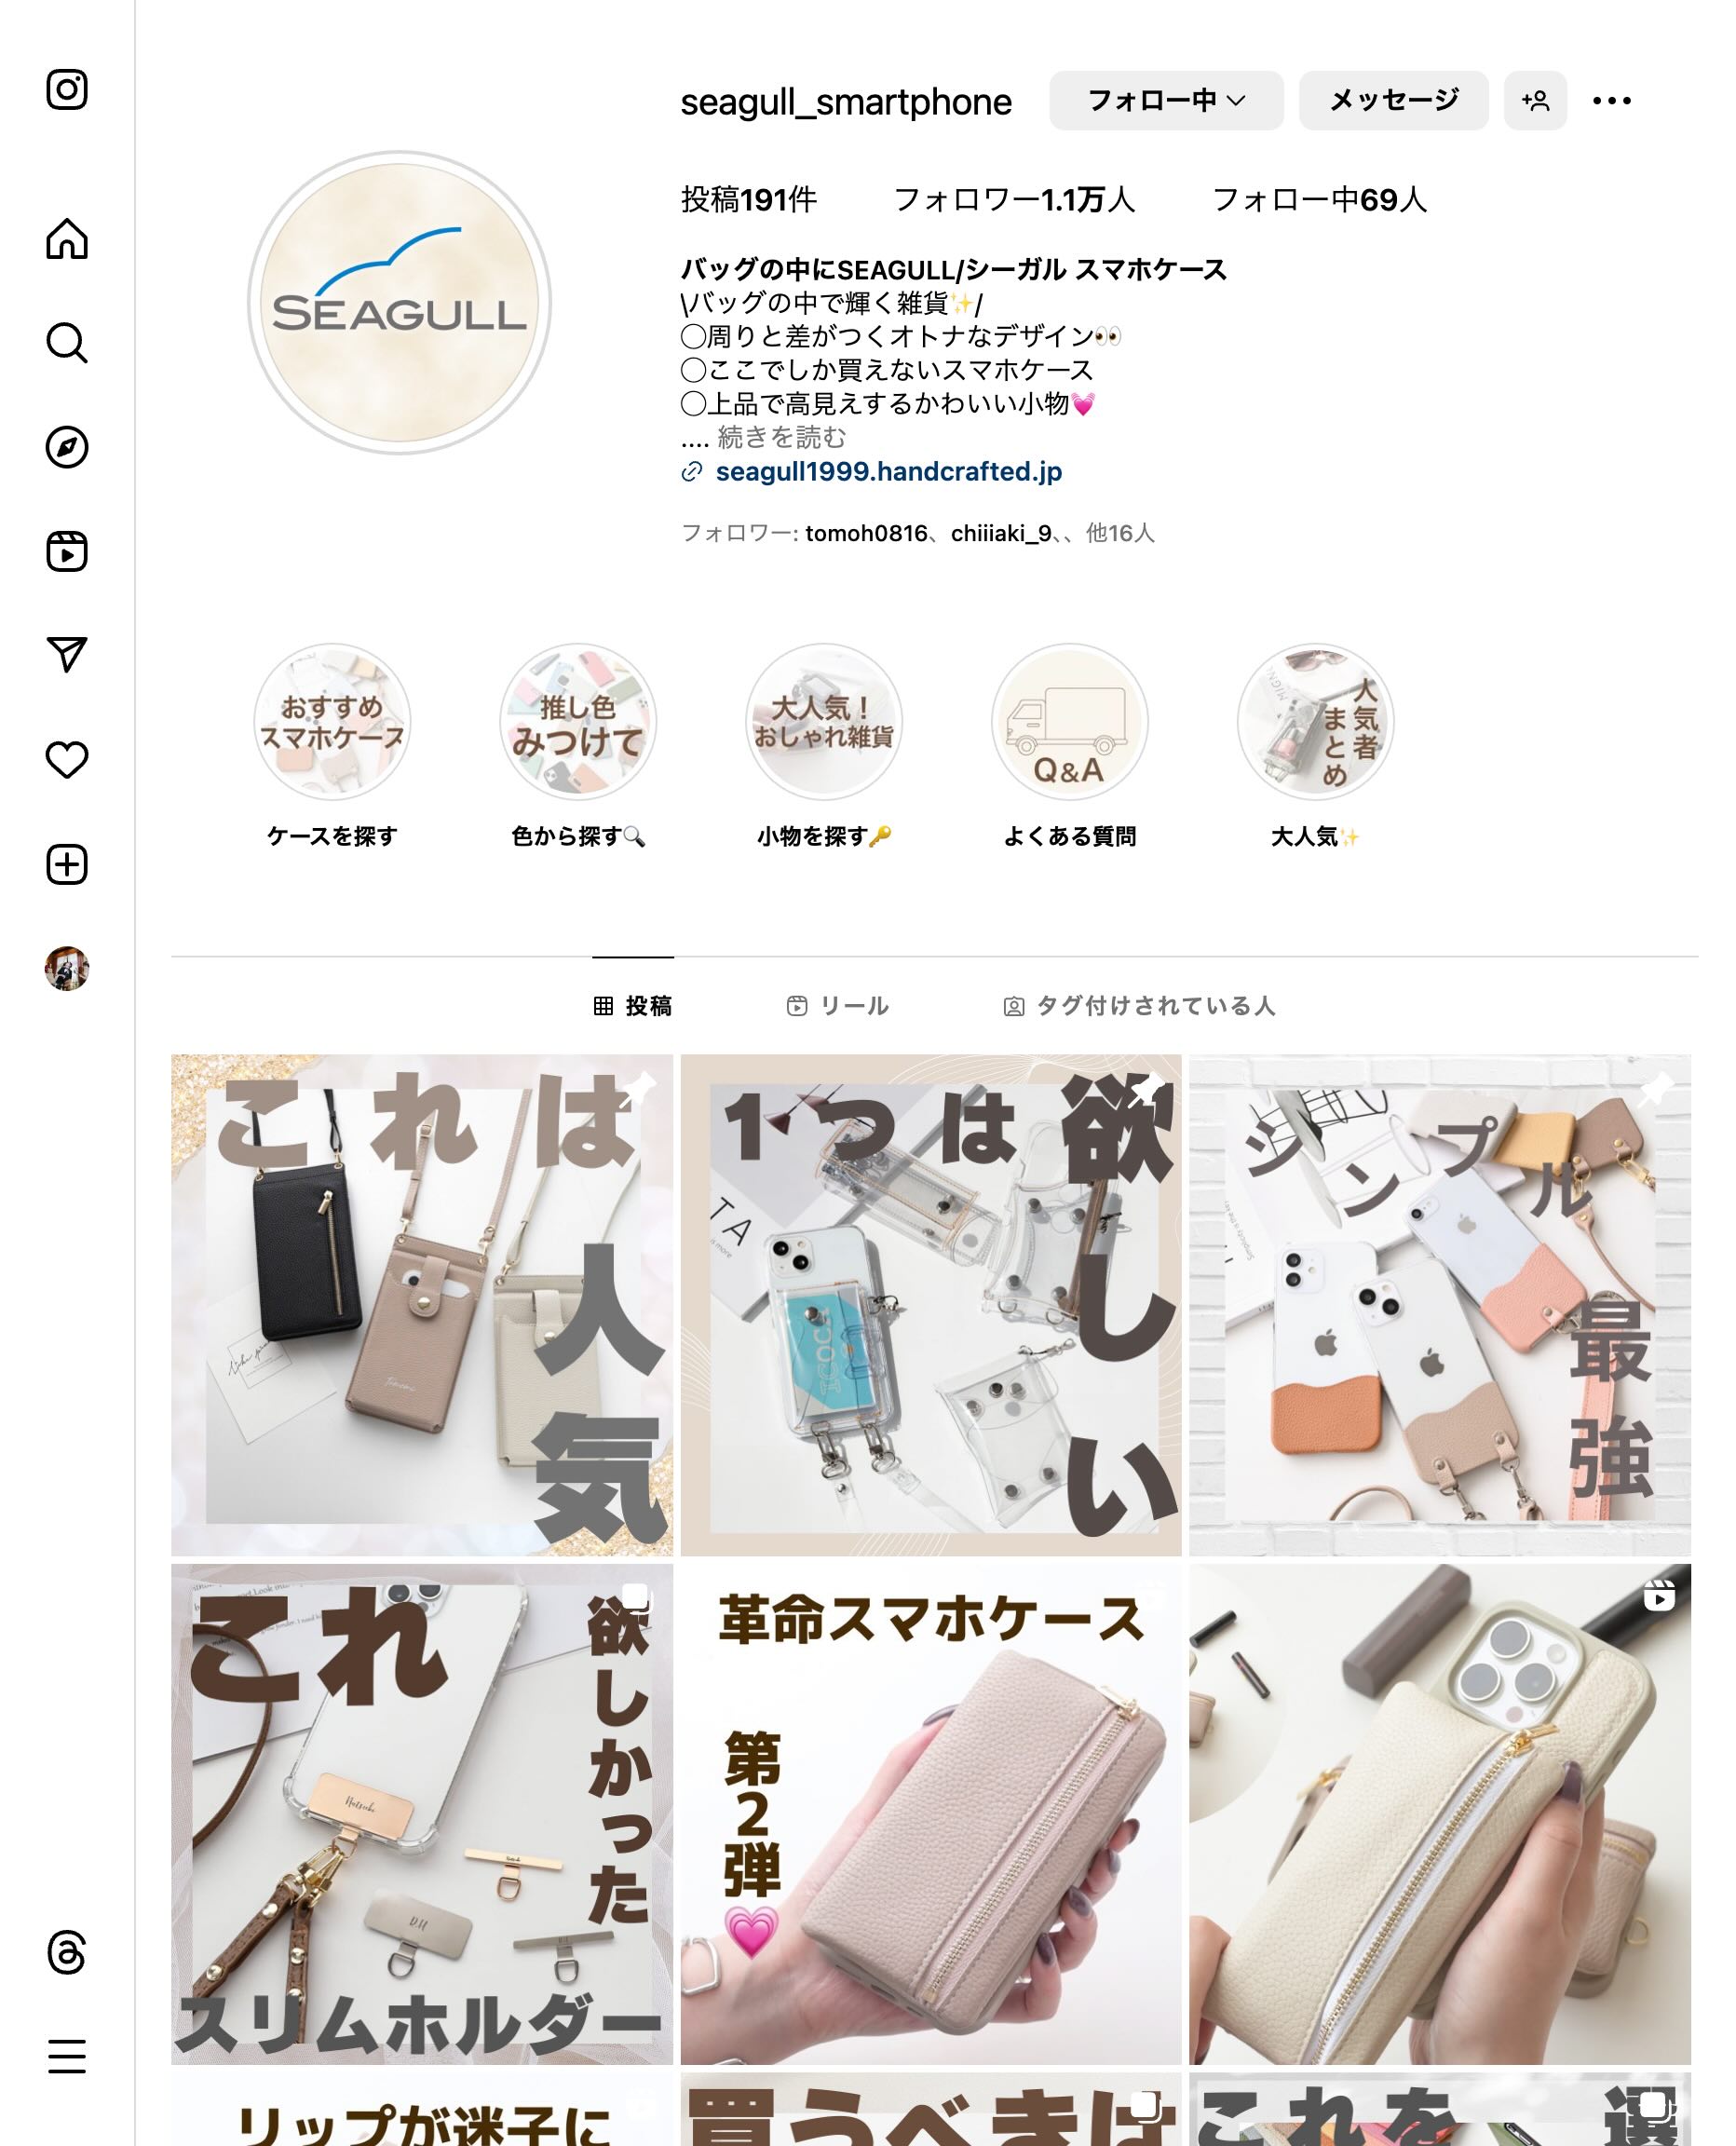 seagull_smartphone
フォロー中
メッセージ
投稿191件
フォロワー1.1万人
フォロー中69人
SEAGULL
バッグの中にSEAGULL/シーガル スマホケース
\バッグの中で輝く雑貨✨/
◯周りと差がつくオトナなデザイン👀
◯ここでしか買えないスマホケース
◯上品で高見えするかわいい小物💓
.... 続きを読む
seagull1999.handcrafted.jp
フォロワー: tomoh0816、chiiiaki_9、、他16人
おすすめ
スマホケース
推し色
みつけて
大人気！
おしゃれ雑貨
Q&A
人気者
まとめ
ケースを探す
色から探す🔍
小物を探す🔑
よくある質問
大人気✨
投稿
リール
タグ付けされている人
これは
人気
1つは欲しい
TA
ICOCA
シンプル
最強
これ
欲しかった
Natsuko
D.H
スリムホルダー
革命スマホケース
第2弾💗
リップが迷子に
買うべきは
これを選